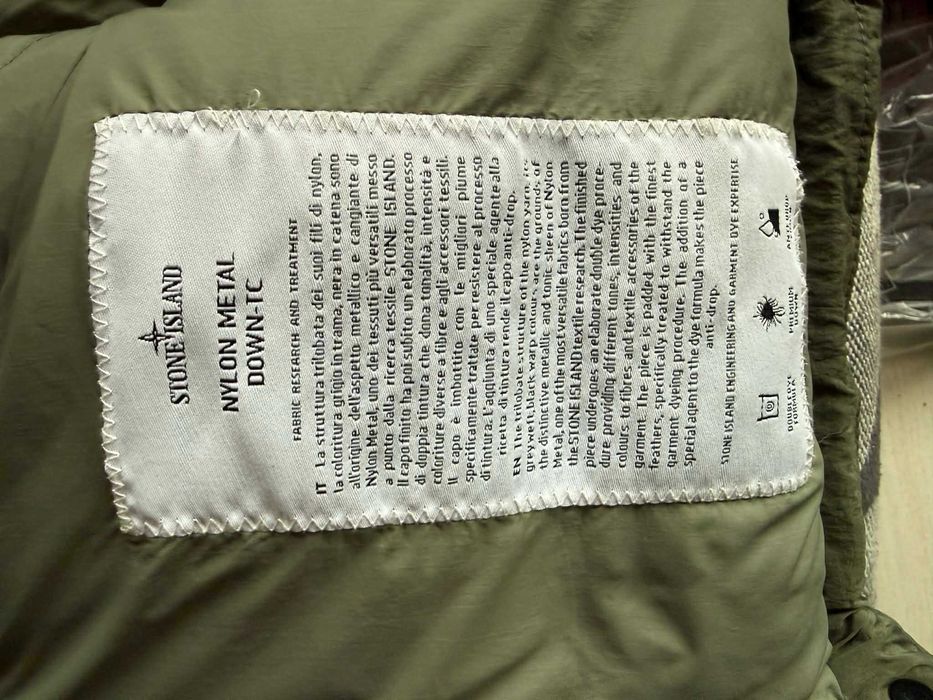 STONE ISLAND
NYLON METAL
DOWN-TC
FABRIC RESEARCH AND TREATMENT
IT La struttura trilobata dei suoi fili di nylon,
la coloritura grigio in trama, nera in catena sono
all'origine dell'aspetto metallico e cangiante di
Nylon Metal, uno dei tessuti più versatili messo
a punto dalla ricerca tessile STONE ISLAND.
Il capo finito ha poi subìto un elaborato processo
di doppia tintura che dona tonalità, intensità e
coloriture diverse a fibre e agli accessori tessili.
Il capo è imbottito con le migliori piume
specificamente trattate per resistere al processo
di tintura. L'aggiunta di uno speciale agente alla
ricetta di tintura rende il capo anti-drop.
EN The trilobate structure of the nylon yarn, its
grey weft, black warp colours are the grounds of
the distinctive metallic and tonic sheen of Nylon
Metal, one of the most versatile fabrics born from
the STONE ISLAND textile research. The finished
piece undergoes an elaborate double dye proce-
dure providing different tones, intensities and
colours to fibres and textile accessories of the
garment. The piece is padded with the finest
feathers, specifically treated to withstand the
garment dyeing procedure. The addition of a
special agent to the dye formula makes the piece
anti-drop.
STONE ISLAND ENGINEERING AND GARMENT DYE EXPERTISE
DOUBLE DYE PREMIUM ANTI-DROP
FORMULA DOWN